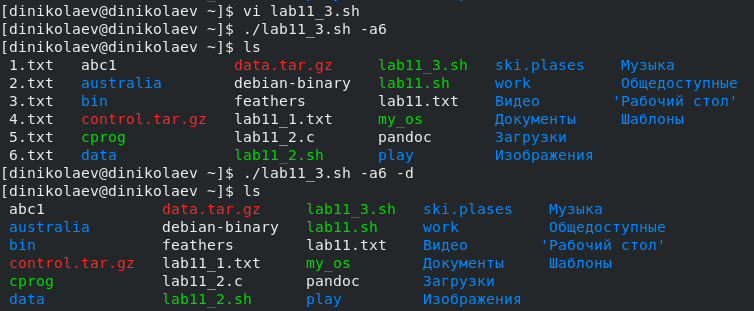 [dinikolaev@dinikolaev ~]$ vi lab11_3.sh
[dinikolaev@dinikolaev ~]$ ./lab11_3.sh -a6
[dinikolaev@dinikolaev ~]$ ls
1.txt abc1 data.tar.gz lab11_3.sh ski.plases Музыка
2.txt australia debian-binary lab11.sh work Общедоступные
3.txt bin feathers lab11.txt Видео 'Рабочий стол'
4.txt control.tar.gz lab11_1.txt my_os Документы Шаблоны
5.txt cprog lab11_2.c pandoc Загрузки
6.txt data lab11_2.sh play Изображения
[dinikolaev@dinikolaev ~]$ ./lab11_3.sh -a6 -d
[dinikolaev@dinikolaev ~]$ ls
abc1 data.tar.gz lab11_3.sh ski.plases Музыка
australia debian-binary lab11.sh work Общедоступные
bin feathers lab11.txt Видео 'Рабочий стол'
control.tar.gz lab11_1.txt my_os Документы Шаблоны
cprog lab11_2.c pandoc Загрузки
data lab11_2.sh play Изображения